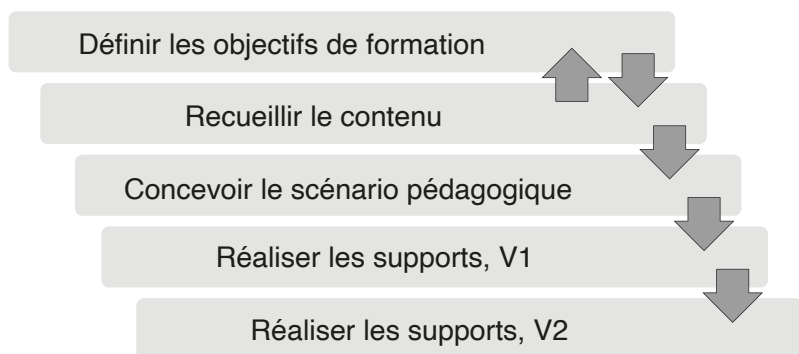 Définir les objectifs de formation
Recueillir le contenu
Concevoir le scénario pédagogique
Réaliser les supports, V1
Réaliser les supports, V2